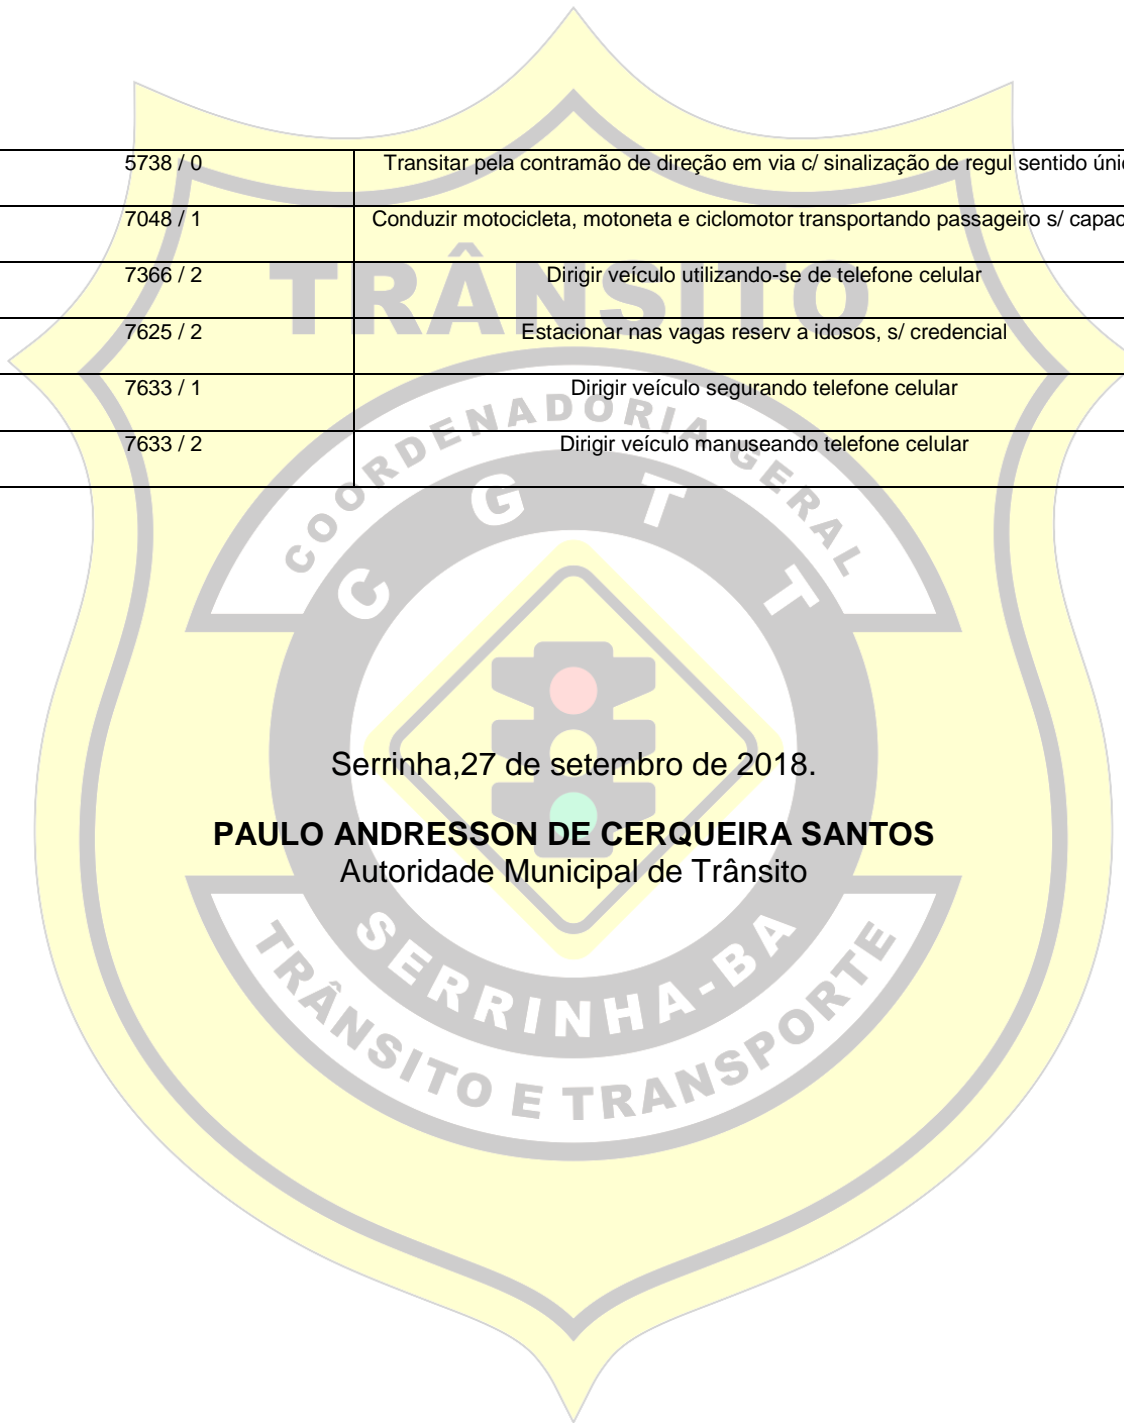 5738 / 0 Transitar pela contramão de direção em via c/ sinalização de regul sentido
7048 / 1 Conduzir motocicleta, motoneta e ciclomotor transportando passageiro s/
TRÂNSITO
7366 / 2 Dirigir veículo utilizando-se de telefone celular
7625 / 2 Estacionar nas vagas reserv a idosos, s/ credencial
7633 / 1 Dirigir veículo segurando telefone celular
7633 / 2 Dirigir veículo manuseando telefone celular
COORDENADORIA GERAL
C G T T
Serrinha,27 de setembro de 2018.
PAULO ANDRESSON DE CERQUEIRA SANTOS
Autoridade Municipal de Trânsito
SERRINHA-BA
TRÂNSITO E TRANSPORTE